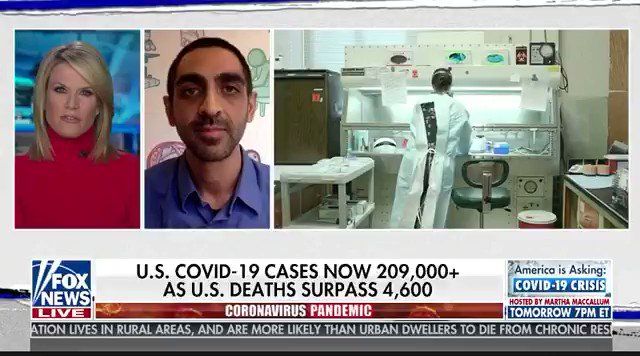 U.S. COVID-19 CASES NOW 209,000+
AS U.S. DEATHS SURPASS 4,600
FOX
NEWS
LIVE
CORONAVIRUS PANDEMIC
America is Asking:
COVID-19 CRISIS
HOSTED BY MARTHA MACCALLUM
TOMORROW 7PM ET
ATION LIVES IN RURAL AREAS, AND ARE MORE LIKELY THAN URBAN DWELLERS TO DIE FROM CHRONIC RES